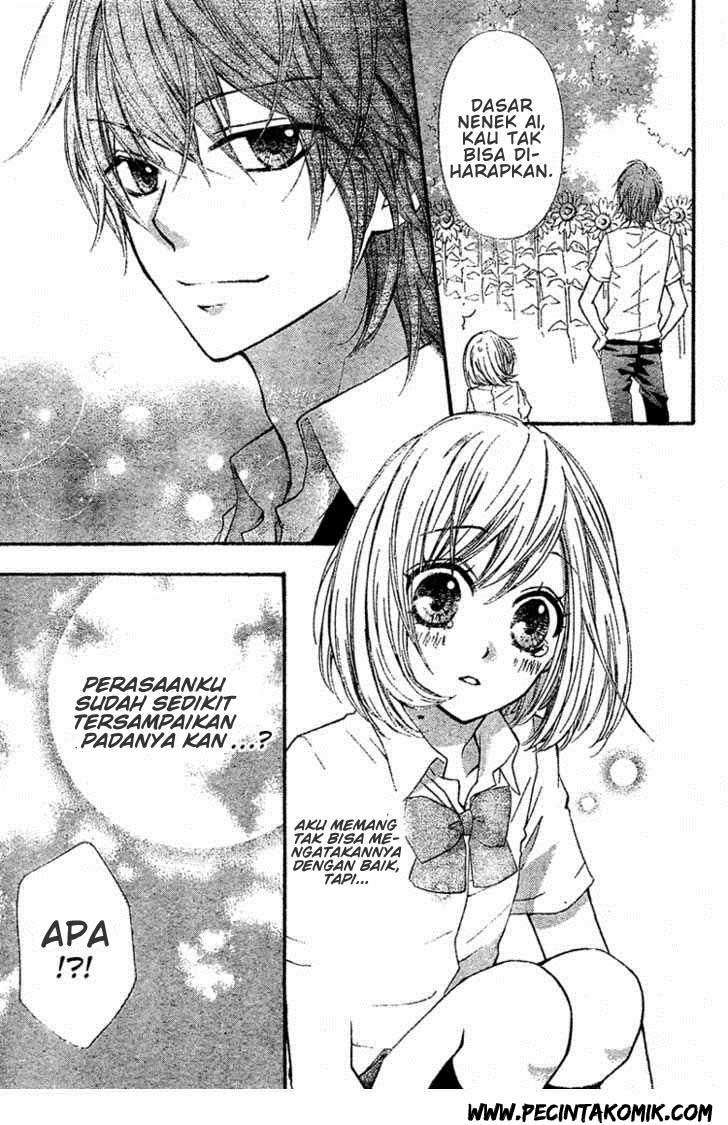 DASAR
NENEK AI,
KAU TAK
BISA DI-
HARAPKAN.
AKU MEMANG
TAK BISA ME-
NGATAKANNYA
DENGAN BAIK,
TAPI...
PERASAANKU
SUDAH SEDIKIT
TERSAMPAIKAN
PADANYA KAN ...?
APA
!?!
WWW.PECINTAKOMIK.COM